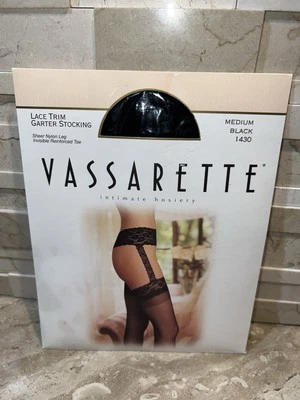 LACE TRIM
GARTER STOCKING
Sheer Nylon Leg
Invisible Reinforced Toe
MEDIUM
BLACK
1430
VASSARETTE
intimate hosiery